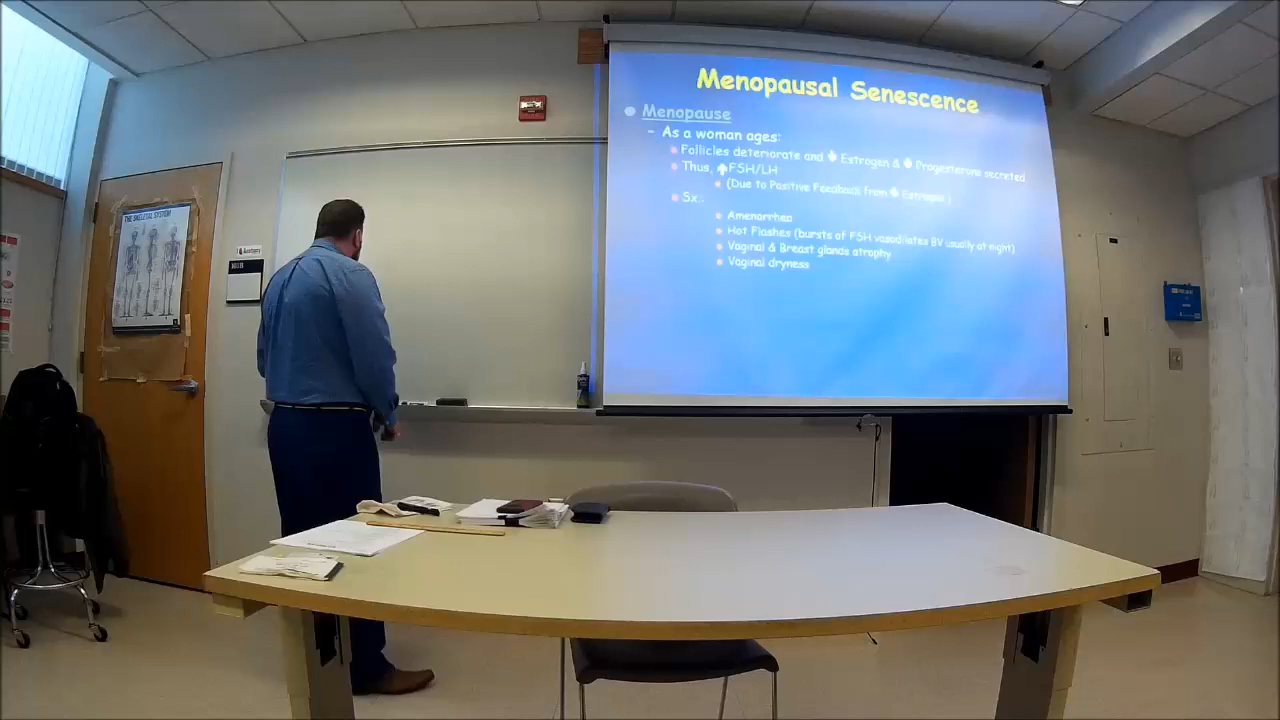 Menopausal Senescence
Menopause
– As a woman ages:
Follicles deteriorate and ↓ Estrogen & ↓ Progesterone secreted
Thus, ↑FSH/LH
(Due to Positive Feedback from ↓ Estrogen)
Sx.:
Amenorrhea
Hot Flashes (bursts of FSH vasodilates BV usually at night)
Vaginal & Breast glands atrophy
Vaginal dryness
THE SKELETAL SYSTEM